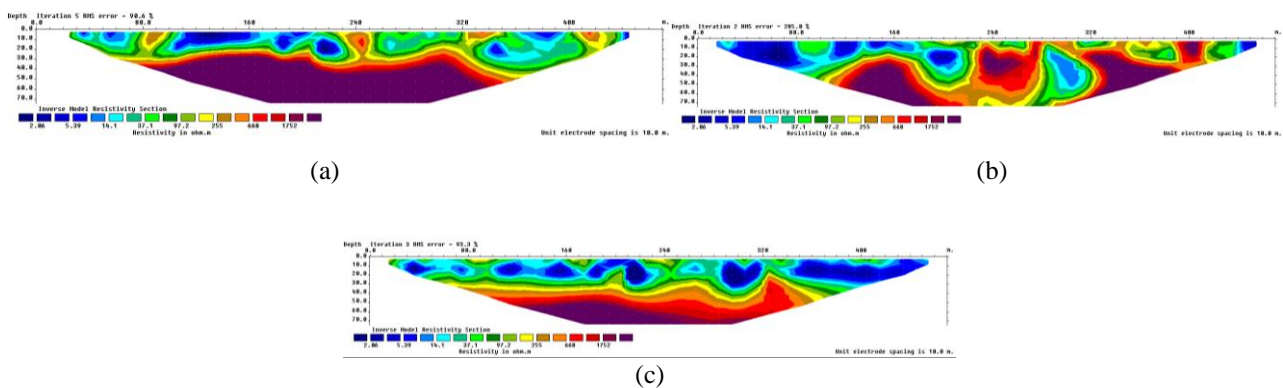 Depth Iteration 5 RMS error = 90.6 %
0.0 80.0 160 240 320 400 m.
0.0
10.0
20.0
30.0
40.0
50.0
60.0
70.0
Inverse Model Resistivity Section
2.06 5.39 14.1 37.1 97.2 255 660 1752
Resistivity in ohm.m
Unit electrode spacing is 10.0 m.
(a)
Depth Iteration 2 RMS error = 205.0 %
0.0 80.0 160 240 320 400 m.
0.0
10.0
20.0
30.0
40.0
50.0
60.0
70.0
Inverse Model Resistivity Section
2.06 5.39 14.1 37.1 97.2 255 660 1752
Resistivity in ohm.m
Unit electrode spacing is 10.0 m.
(b)
Depth Iteration 3 RMS error = 93.3 %
0.0 80.0 160 240 320 400 m.
0.0
10.0
20.0
30.0
40.0
50.0
60.0
70.0
Inverse Model Resistivity Section
2.06 5.39 14.1 37.1 97.2 255 660 1752
Resistivity in ohm.m
Unit electrode spacing is 10.0 m.
(c)